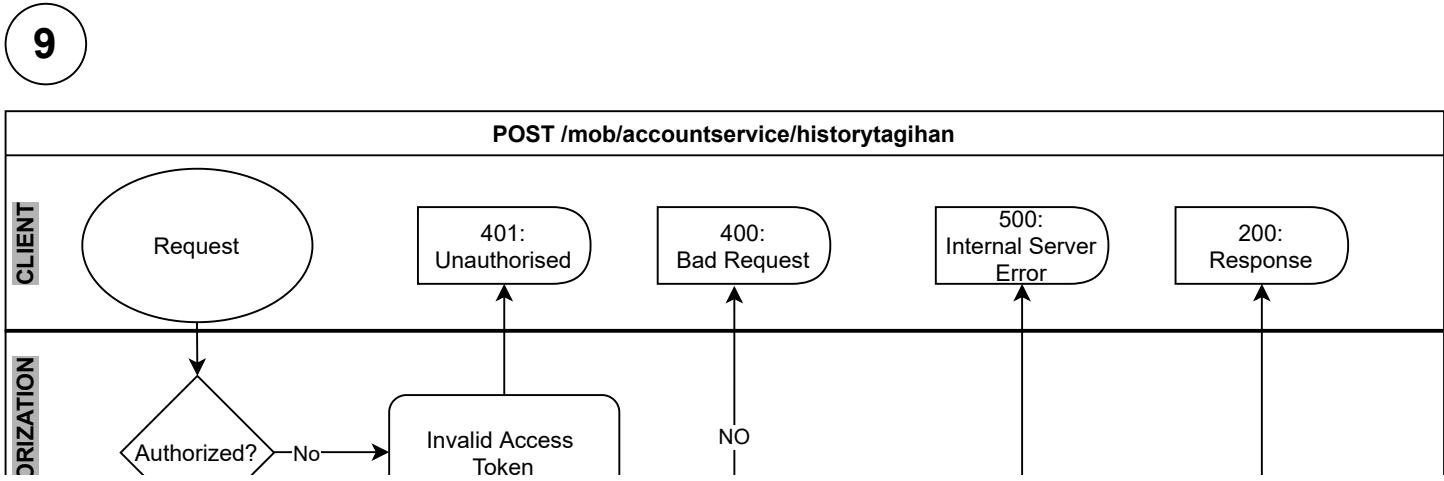 9
POST /mob/accountservice/historytagihan
CLIENT
Request
401:
Unauthorised
400:
Bad Request
500:
Internal Server
Error
200:
Response
ORIZATION
Authorized?
No
Invalid Access
Token
NO